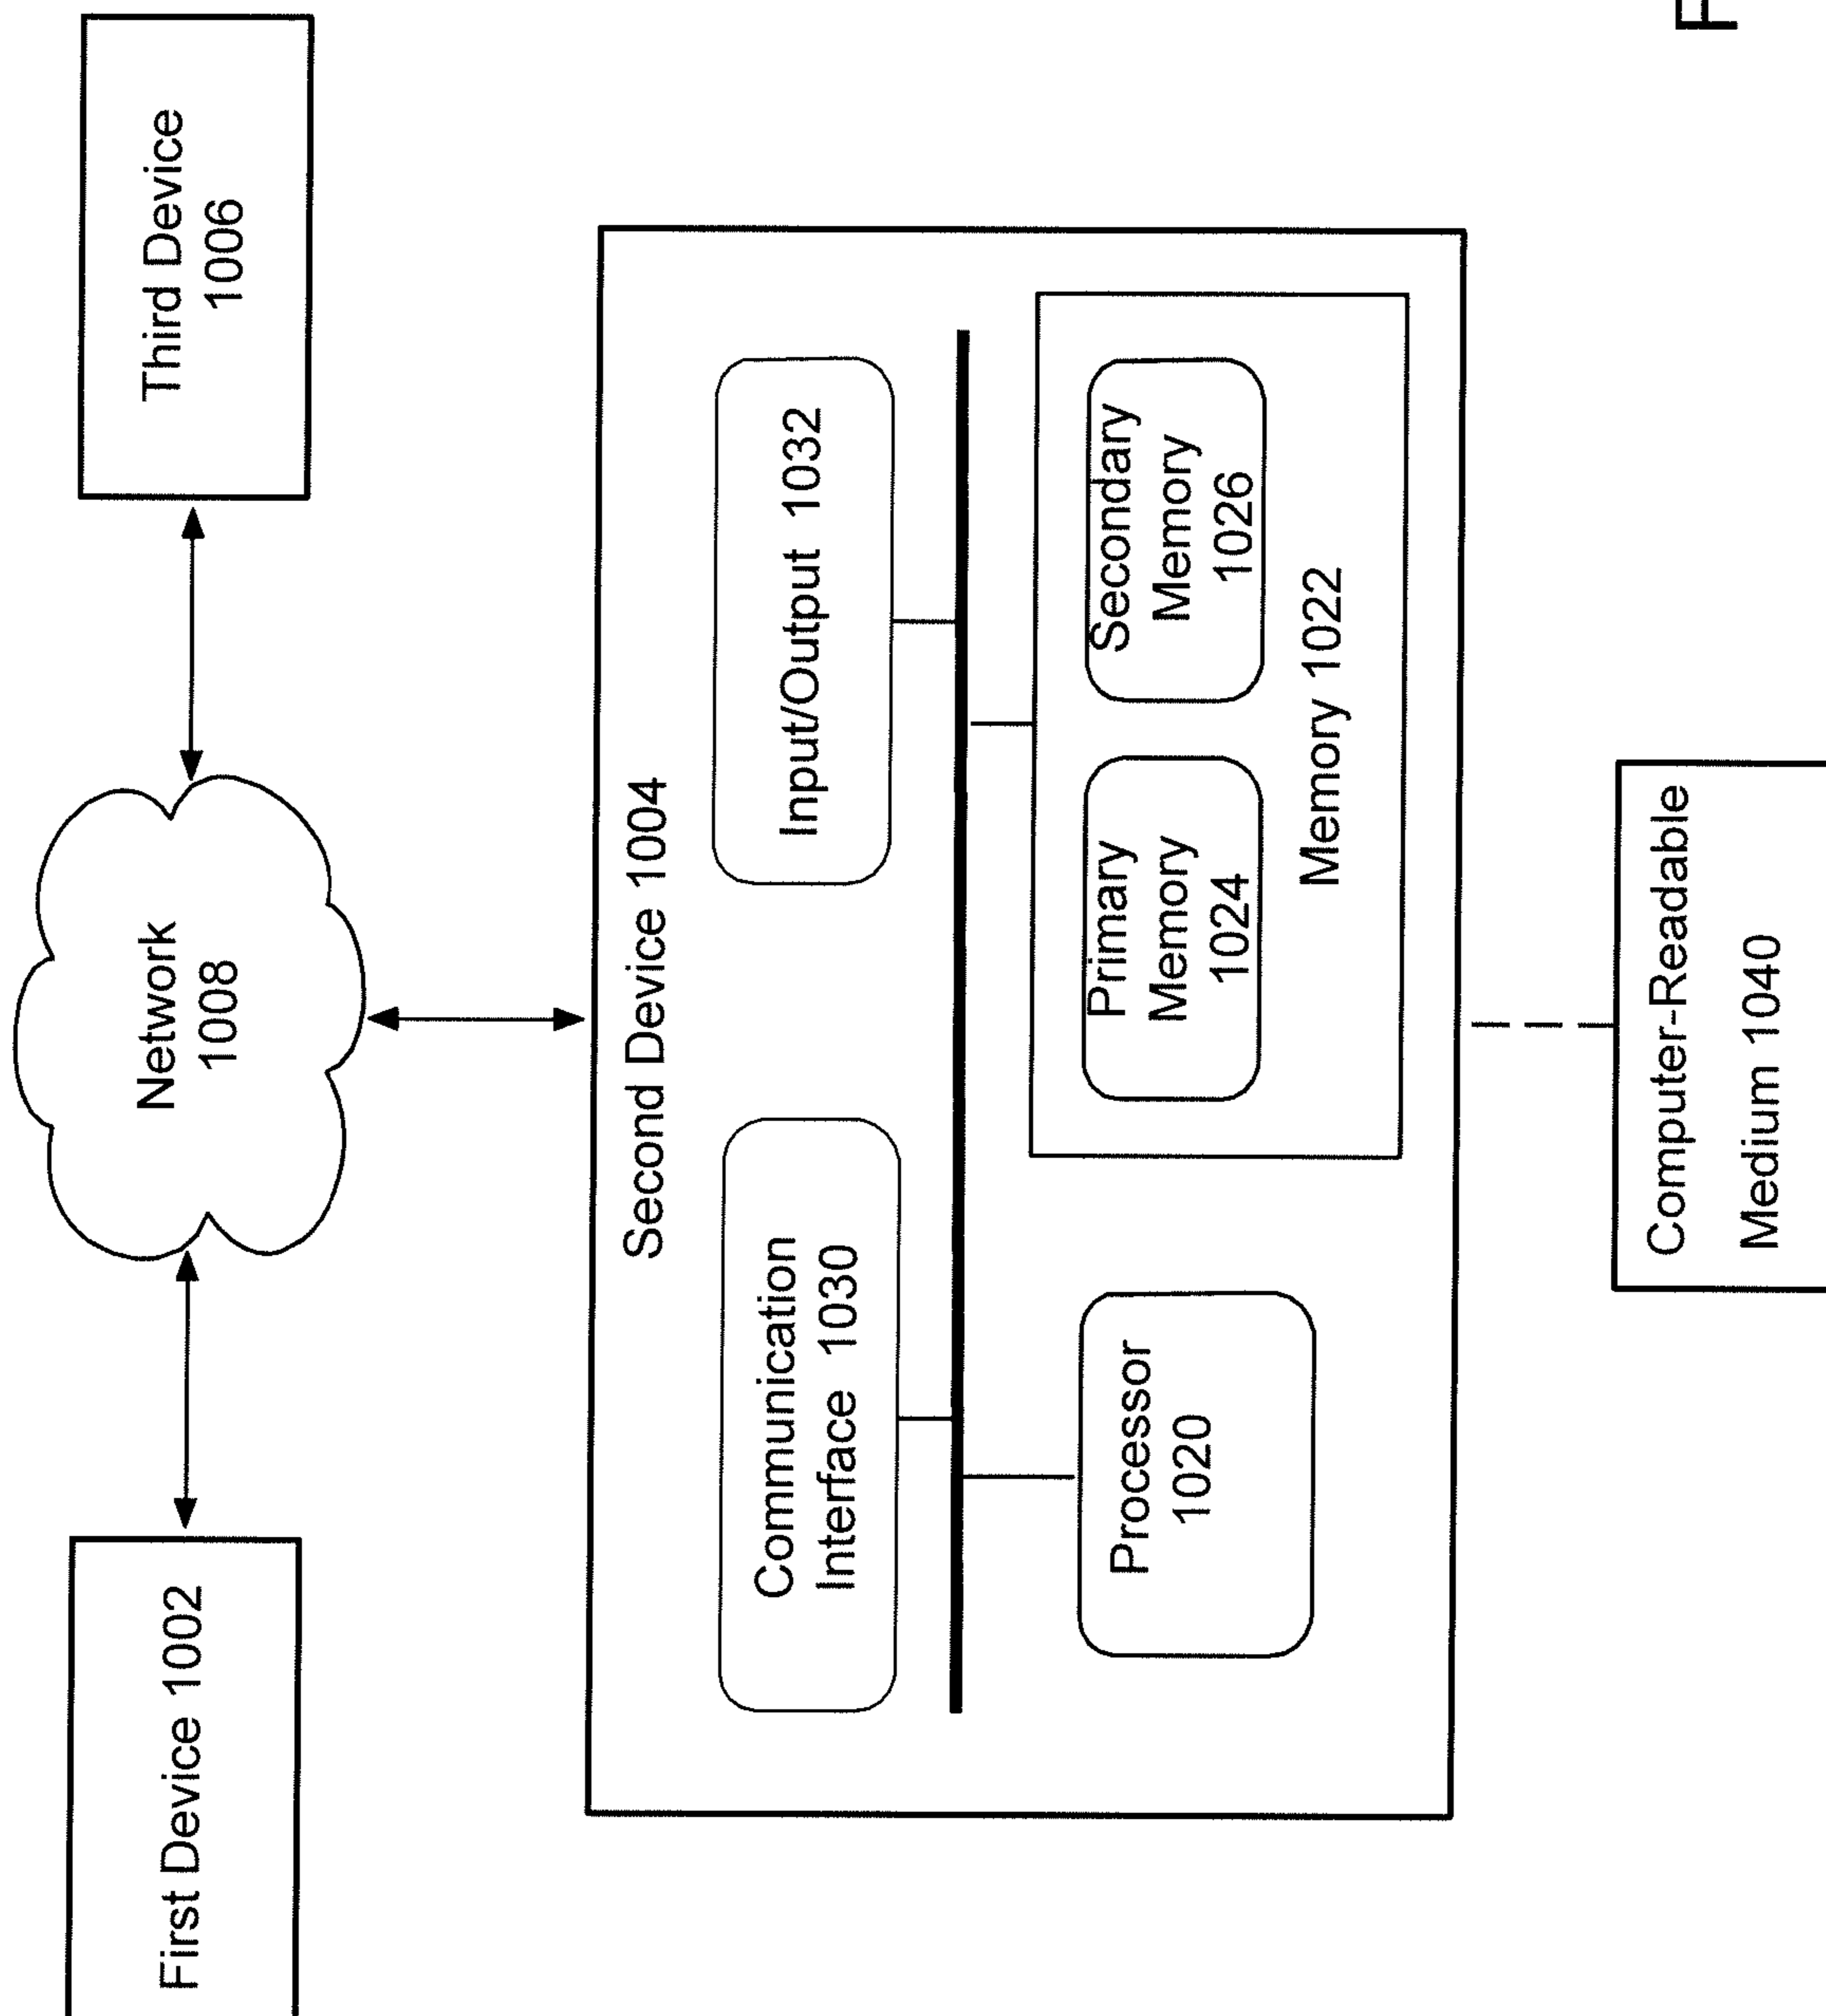 First Device 1002
Network
1008
Third Device
1006
Second Device 1004
Communication
Interface 1030
Input/Output 1032
Processor
1020
Primary
Memory
1024
Secondary
Memory
1026
Memory 1022
Computer-Readable
Medium 1040
F